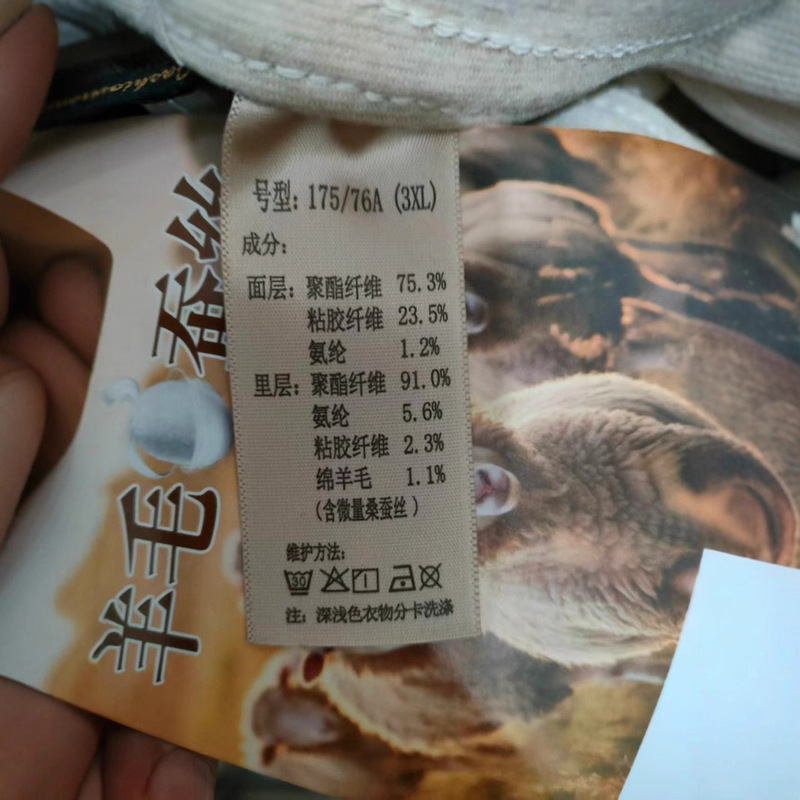 Fashionwome
号型: 175/76A (3XL)
成分:
面层: 聚酯纤维 75.3%
粘胶纤维 23.5%
氨纶 1.2%
里层: 聚酯纤维 91.0%
氨纶 5.6%
粘胶纤维 2.3%
绵羊毛 1.1%
(含微量桑蚕丝)
维护方法:
30
注: 深浅色衣物分卡洗涤
羊毛
蚕丝